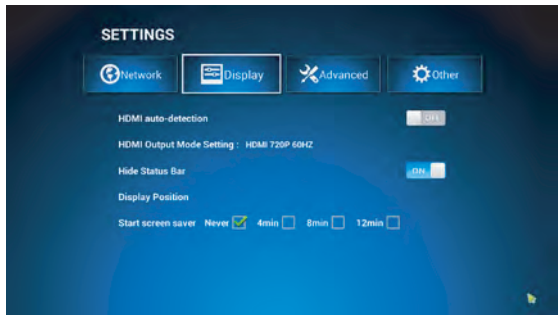 SETTINGS
Network Display Advanced Other
HDMI auto-detection OFF
HDMI Output Mode Setting : HDMI 720P 60HZ
Hide Status Bar ON
Display Position
Start screen saver Never 4min 8min 12min